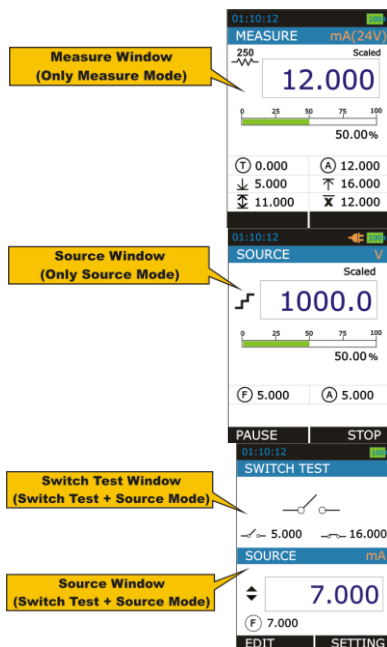 01:10:12 100
MEASURE mA(24V)
250 Scaled
Measure Window
(Only Measure Mode)
12.000
0 25 50 75 100
50.00%
T 0.000 A 12.000
5.000 16.000
11.000 X 12.000
01:10:12 100
SOURCE V
Source Window
(Only Source Mode)
Scaled
1000.0
0 25 50 75 100
50.00%
F 5.000 A 5.000
PAUSE STOP
01:10:12 100
SWITCH TEST
Switch Test Window
(Switch Test + Source Mode)
5.000 16.000
SOURCE mA
Source Window
(Switch Test + Source Mode)
7.000
F 7.000
EDIT SETTING